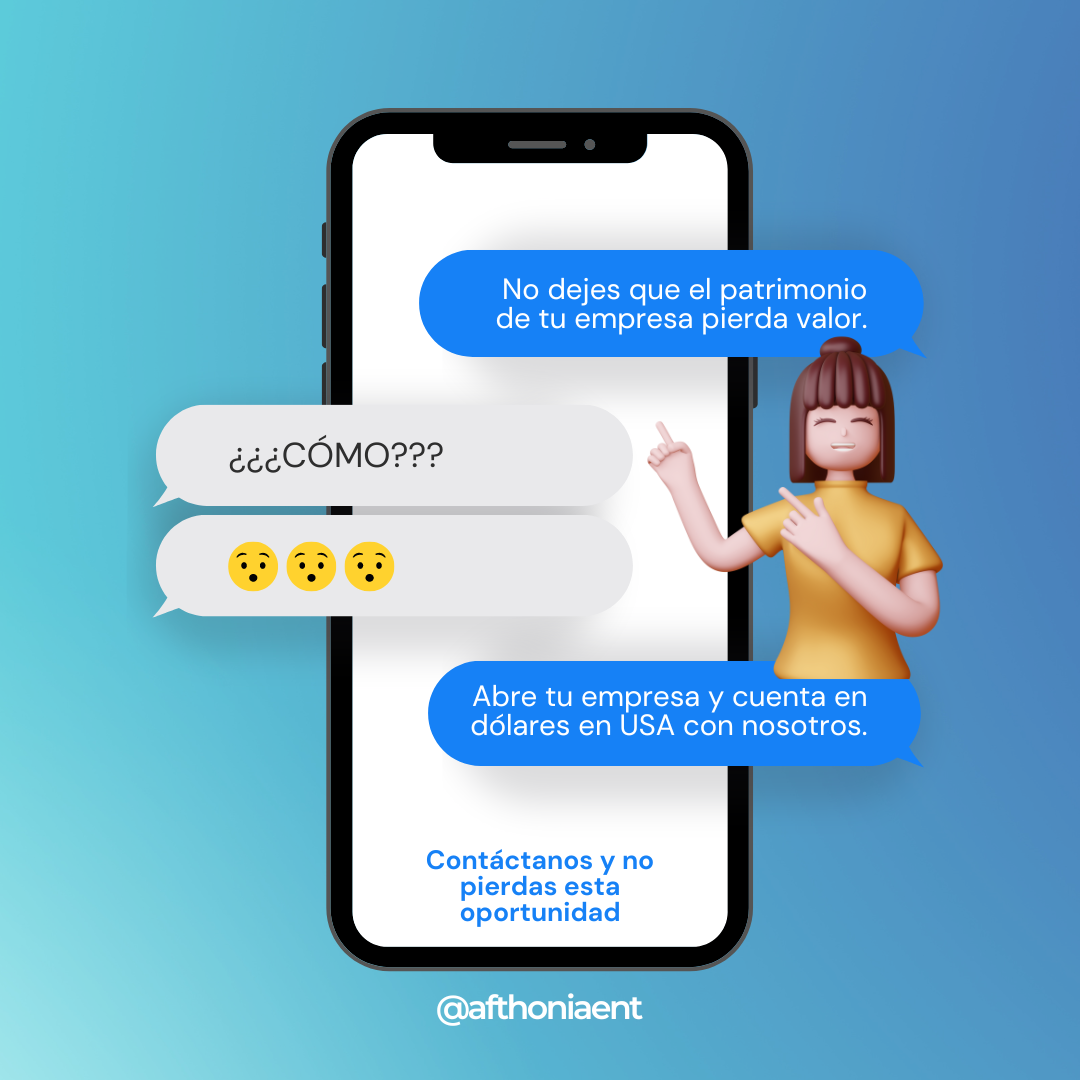 No dejes que el patrimonio
de tu empresa pierda valor.
¿¿¿CÓMO???
😯😯😯
Abre tu empresa y cuenta en
dólares en USA con nosotros.
Contáctanos y no
pierdas esta
oportunidad
@afthoniaent